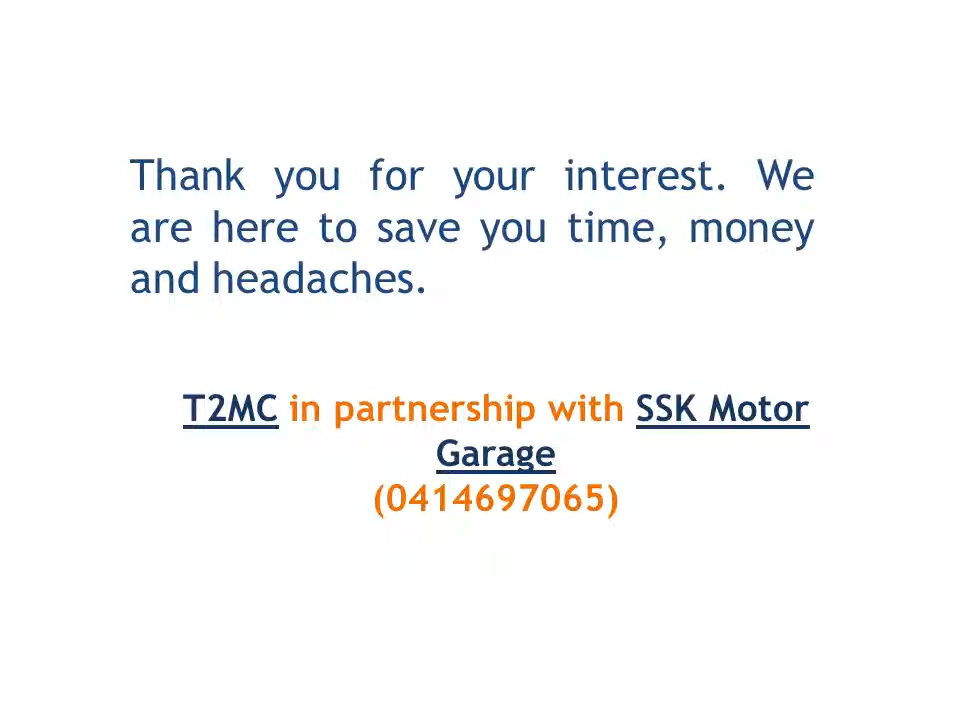 Thank you for your interest. We
are here to save you time, money
and headaches.
T2MC in partnership with SSK Motor
Garage
(0414697065)